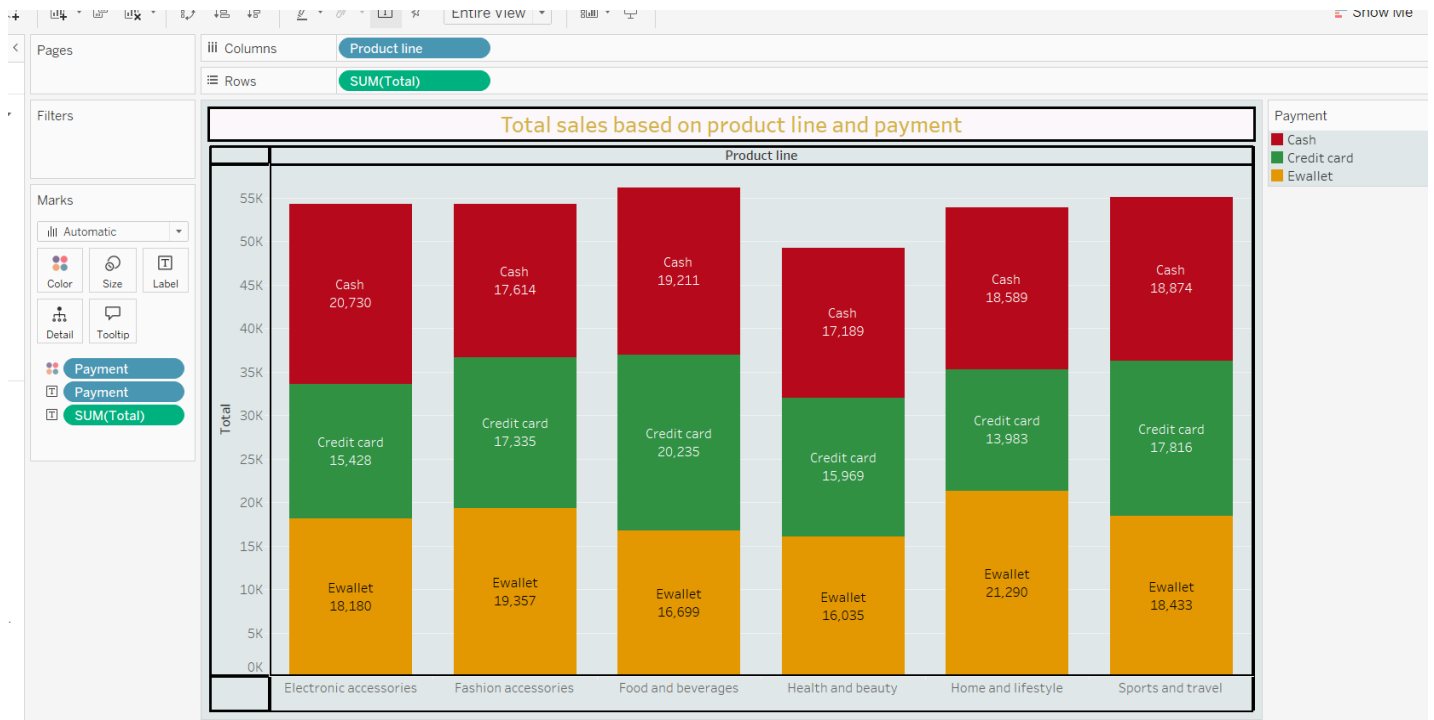 Entire View
Show Me
Pages
Columns
Product line
Rows
SUM(Total)
Filters
Marks
Automatic
Color
Size
Label
Detail
Tooltip
Payment
Payment
SUM(Total)
Total sales based on product line and payment
Product line
Total
55K
50K
45K
40K
35K
30K
25K
20K
15K
10K
5K
0K
Cash
20,730
Credit card
15,428
Ewallet
18,180
Cash
17,614
Credit card
17,335
Ewallet
19,357
Cash
19,211
Credit card
20,235
Ewallet
16,699
Cash
17,189
Credit card
15,969
Ewallet
16,035
Cash
18,589
Credit card
13,983
Ewallet
21,290
Cash
18,874
Credit card
17,816
Ewallet
18,433
Electronic accessories
Fashion accessories
Food and beverages
Health and beauty
Home and lifestyle
Sports and travel
Payment
Cash
Credit card
Ewallet